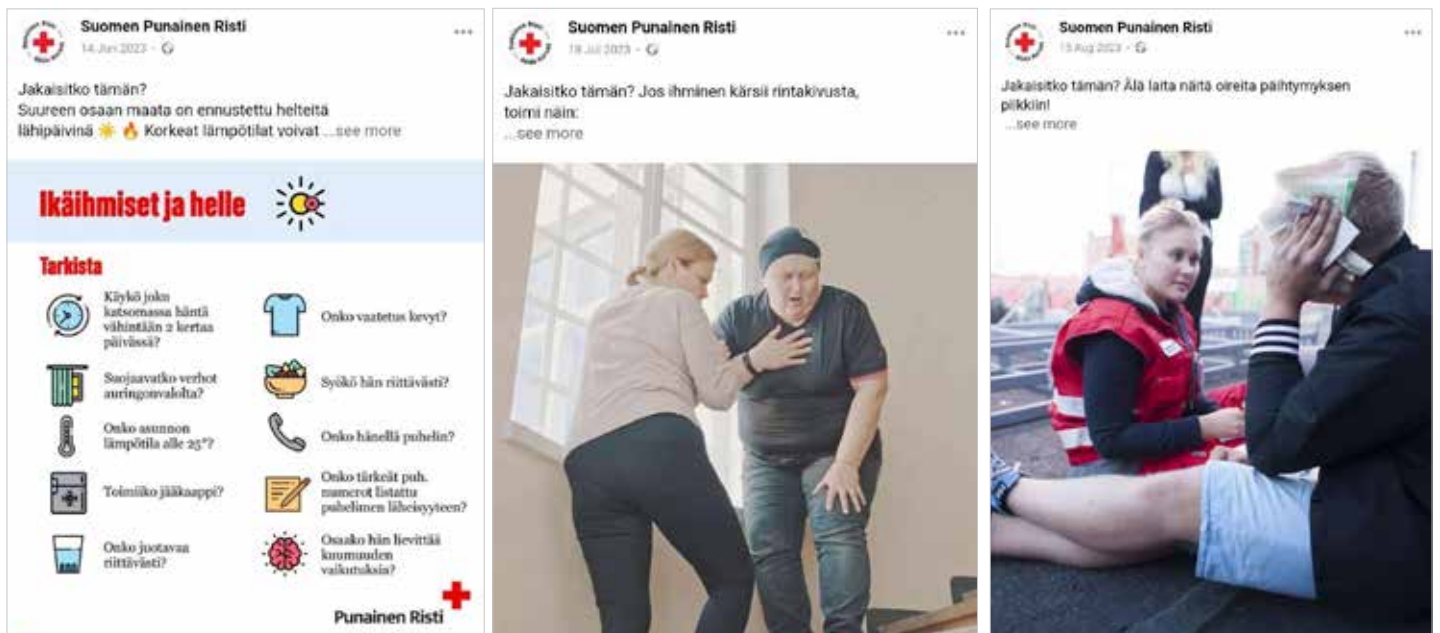 Suomen Punainen Risti
14 Jun 2023
Jakaisitko tämän?
Suureen osaan maata on ennustettu helteitä
lähipäivinä ☀️ 🔥 Korkeat lämpötilat voivat ...see more
Ikäihmiset ja helle
Tarkista
Käykö joku
katsomassa häntä
vähintään 2 kertaa
päivässä?
Suojaavatko verhot
auringonvalolta?
Onko asunnon
lämpötila alle 25°?
Toimiiko jääkaappi?
Onko juotavaa
riittävästi?
Onko vaatetus kevyt?
Syökö hän riittävästi?
Onko hänellä puhelin?
Onko tärkeät puh.
numerot listattu
puhelimen läheisyyteen?
Osaako hän lievittää
kuumuuden
vaikutuksia?
Punainen Risti
Suomen Punainen Risti
18 Jul 2023
Jakaisitko tämän? Jos ihminen kärsii rintakivusta,
toimi näin:
...see more
Suomen Punainen Risti
15 Aug 2023
Jakaisitko tämän? Älä laita näitä oireita päihtymyksen
piikkiin!
...see more